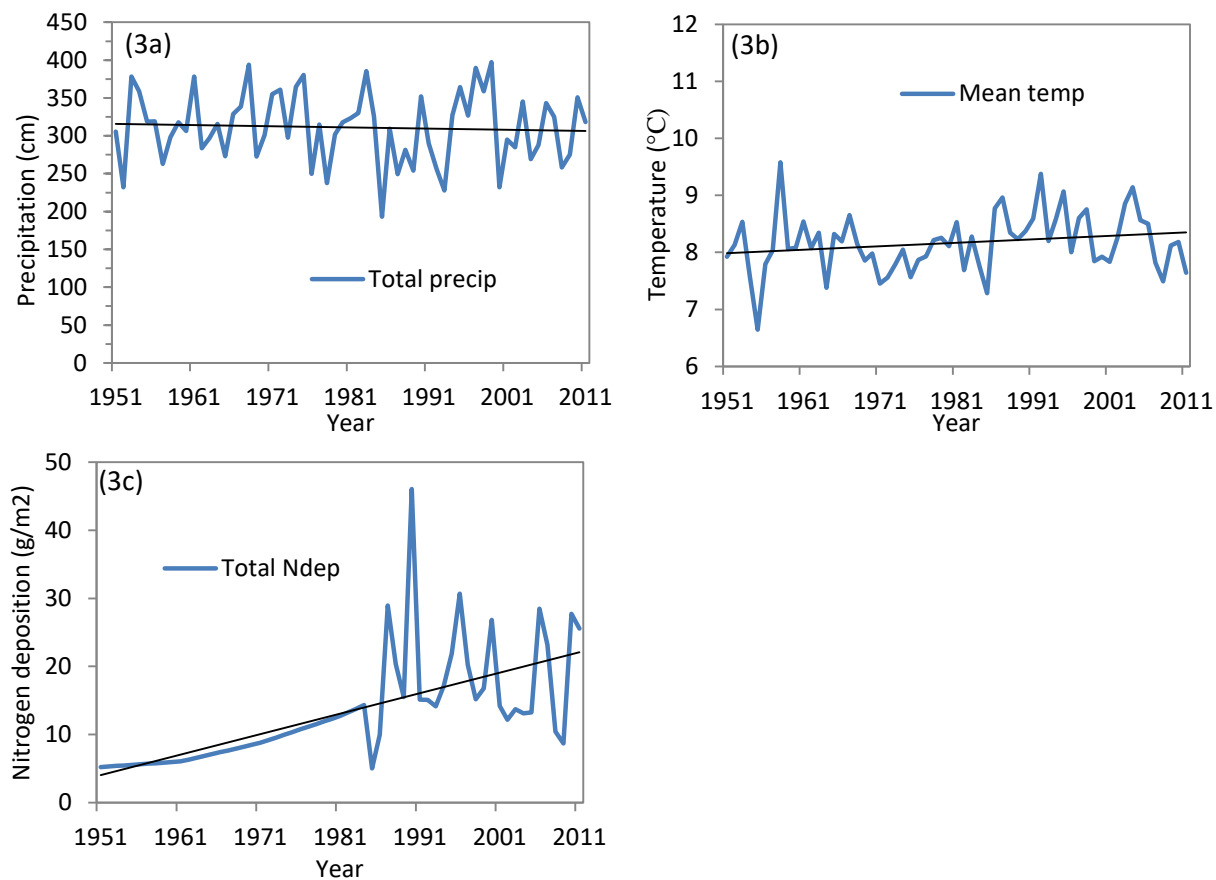 (3a)
Precipitation (cm)
450
400
350
300
250
200
150
100
50
0
Total precip
1951 1961 1971 1981 1991 2001 2011
Year
(3b)
Temperature (°C)
12
11
10
9
8
7
6
Mean temp
1951 1961 1971 1981 1991 2001 2011
Year
(3c)
Nitrogen deposition (g/m2)
50
40
30
20
10
0
Total Ndep
1951 1961 1971 1981 1991 2001 2011
Year